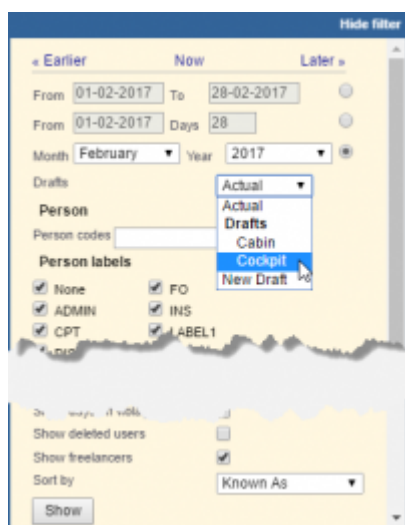 Hide filter
« Earlier Now Later »
From 01-02-2017 To 28-02-2017
From 01-02-2017 Days 28
Month February Year 2017
Drafts Actual
Actual
Person Drafts
Cabin
Person codes Cockpit
Person labels New Draft
None FO
ADMIN INS
CPT LABEL1
Show deleted users
Show freelancers
Sort by Known As
Show